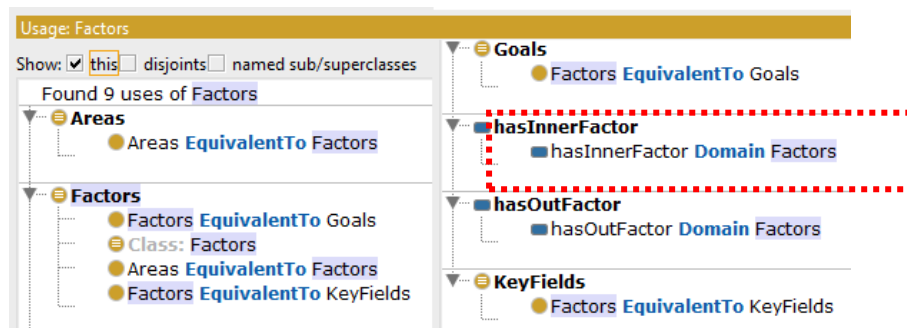 Usage: Factors
Show: this disjoints named sub/superclasses
Found 9 uses of Factors
Areas
Areas EquivalentTo Factors
Factors
Factors EquivalentTo Goals
Class: Factors
Areas EquivalentTo Factors
Factors EquivalentTo KeyFields
Goals
Factors EquivalentTo Goals
hasInnerFactor
hasInnerFactor Domain Factors
hasOutFactor
hasOutFactor Domain Factors
KeyFields
Factors EquivalentTo KeyFields